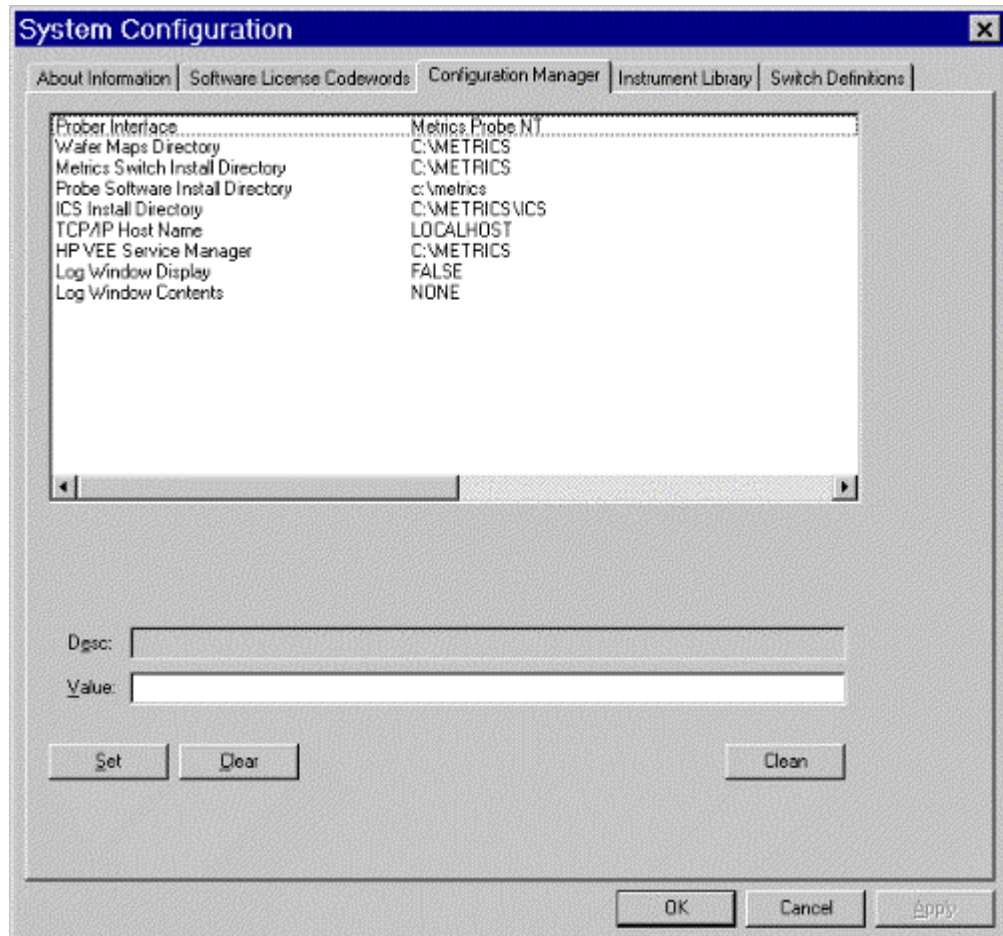 System Configuration
About Information Software License Codewords Configuration Manager Instrument Library Switch Definitions
Prober Interface Metrics Probe NT
Wafer Maps Directory C:\METRICS
Metrics Switch Install Directory C:\METRICS
Probe Software Install Directory c:\metrics
ICS Install Directory C:\METRICS\ICS
TCP/IP Host Name LOCALHOST
HP VEE Service Manager C:\METRICS
Log Window Display FALSE
Log Window Contents NONE
Desc:
Value:
Set Clear Clean
OK Cancel Apply